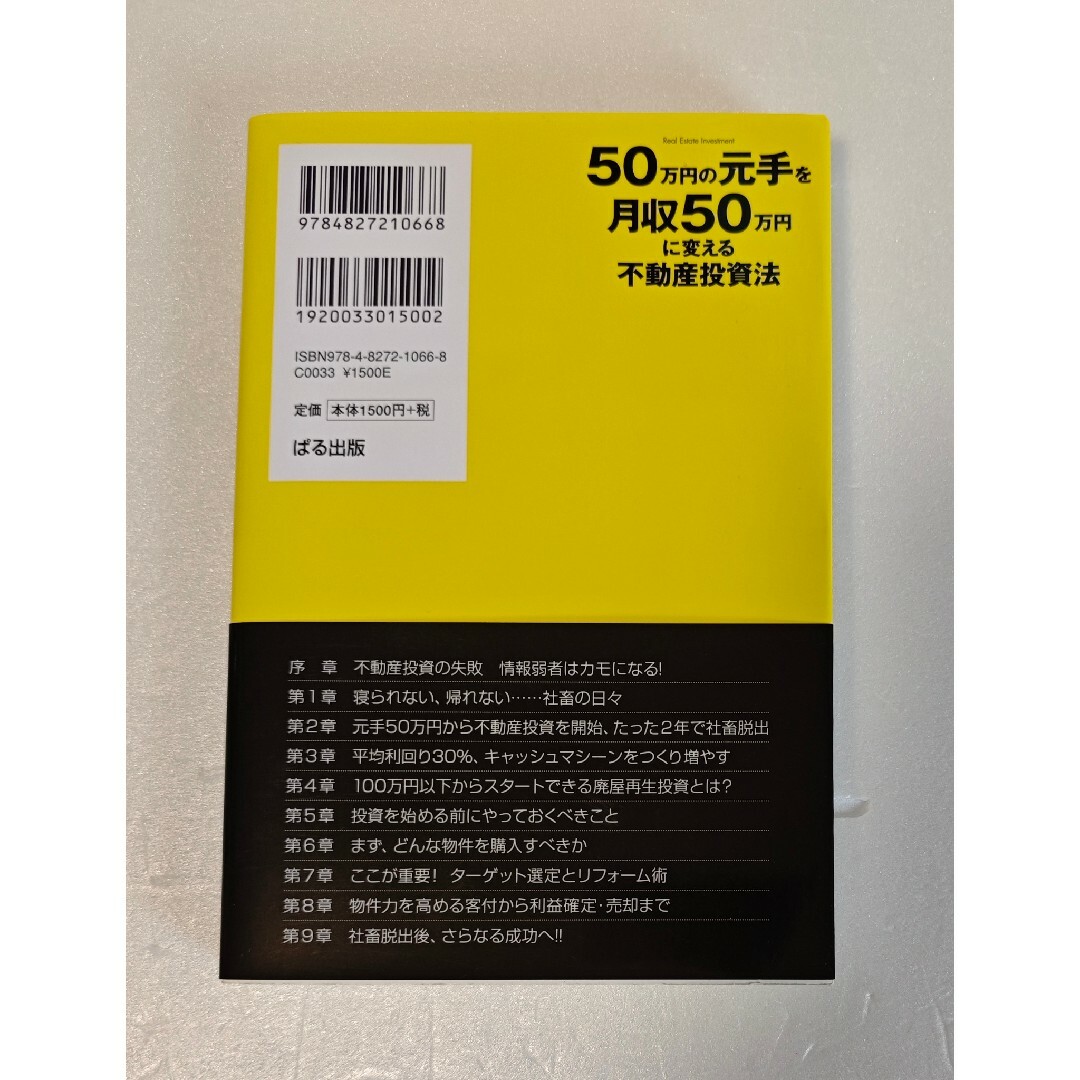 Real Estate Investment
50万円の元手を
月収50万円
に変える
不動産投資法
9784827210668
1920033015002
ISBN978-4-8272-1066-8
C0033 ¥1500E
定価 本体1500円+税
ぱる出版
序 章 不動産投資の失敗 情報弱者はカモになる!
第1章 寝られない、帰れない……社畜の日々
第2章 元手50万円から不動産投資を開始、たった2年で社畜脱出
第3章 平均利回り30%、キャッシュマシーンをつくり増やす
第4章 100万円以下からスタートできる廃屋再生投資とは?
第5章 投資を始める前にやっておくべきこと
第6章 まず、どんな物件を購入すべきか
第7章 ここが重要! ターゲット選定とリフォーム術
第8章 物件力を高める客付から利益確定・売却まで
第9章 社畜脱出後、さらなる成功へ!!